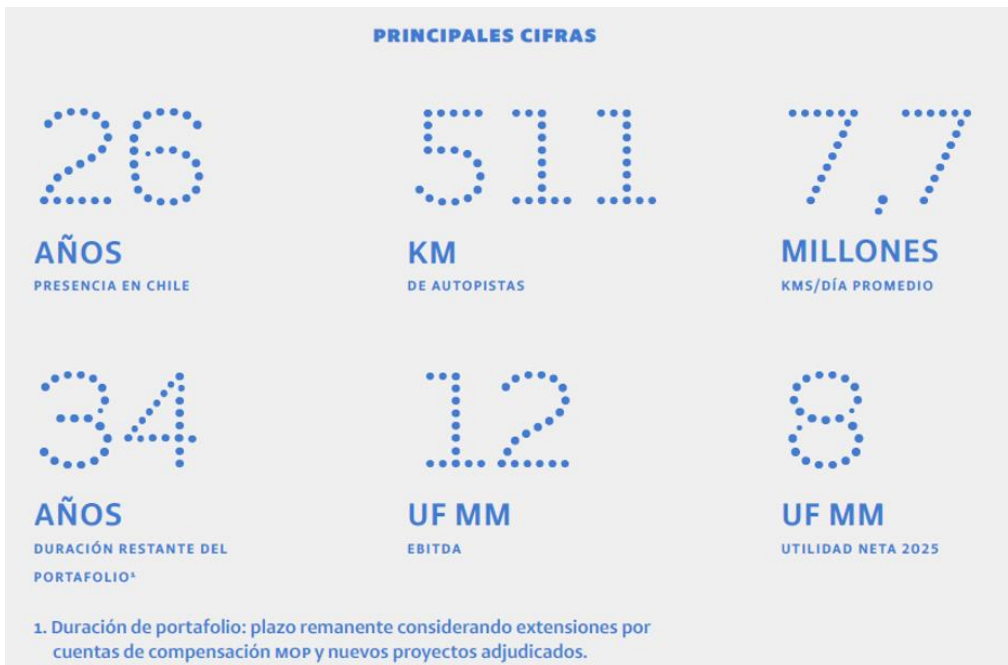 PRINCIPALES CIFRAS
26
AÑOS
PRESENCIA EN CHILE
511
KM
DE AUTOPISTAS
7,7
MILLONES
KMS/DÍA PROMEDIO
34
AÑOS
DURACIÓN RESTANTE DEL
PORTAFOLIO¹
12
UF MM
EBITDA
8
UF MM
UTILIDAD NETA 2025
1. Duración de portafolio: plazo remanente considerando extensiones por
cuentas de compensación MOP y nuevos proyectos adjudicados.